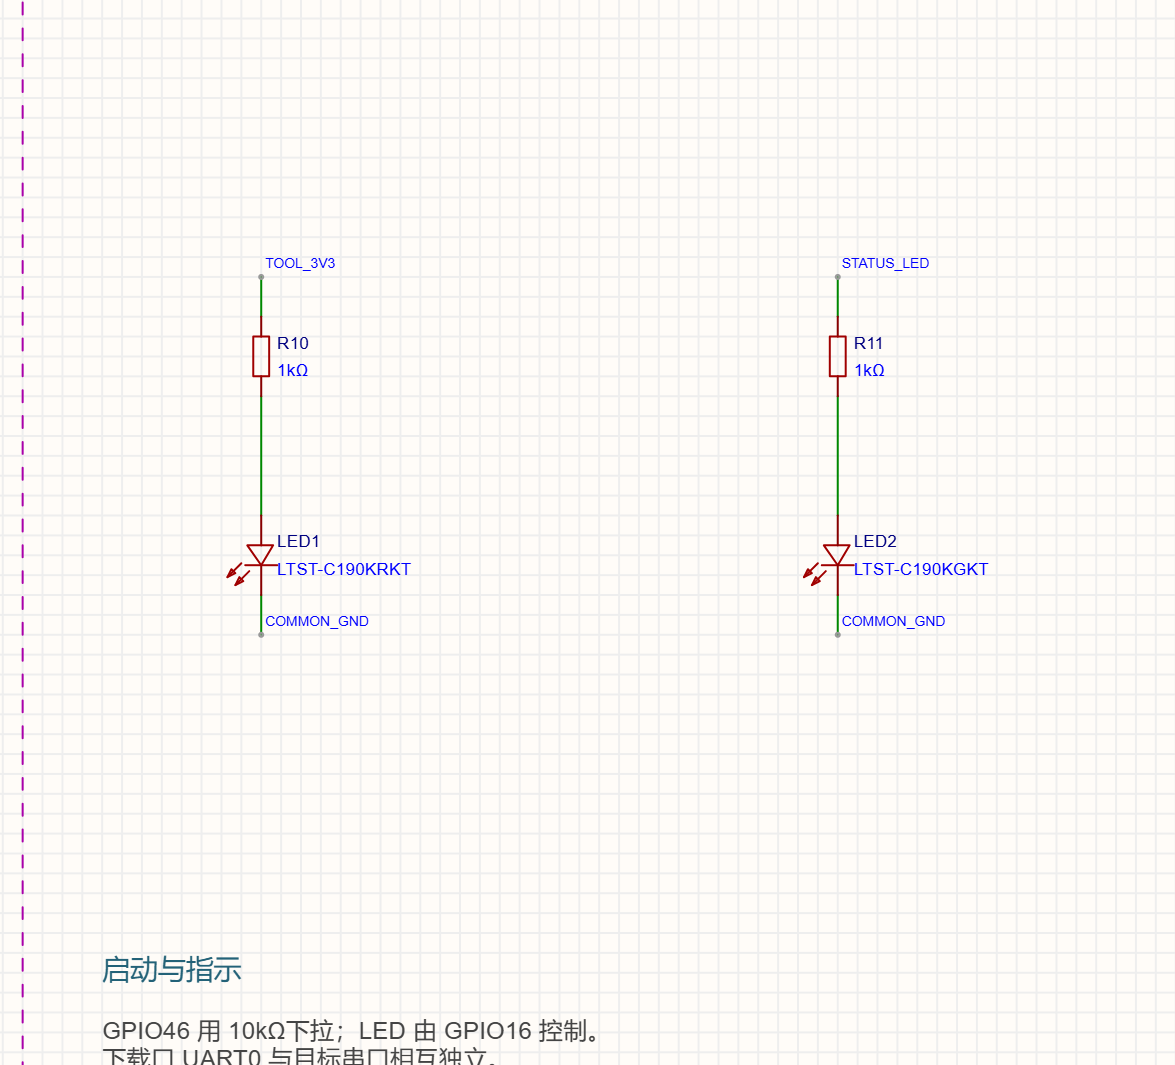 TOOL_3V3
STATUS_LED
R10
1kΩ
R11
1kΩ
LED1
LTST-C190KRKT
LED2
LTST-C190KGKT
COMMON_GND
COMMON_GND
启动与指示
GPIO46 用 10kΩ下拉；LED 由 GPIO16 控制。
下载口 UART0 与目标串口相互独立。